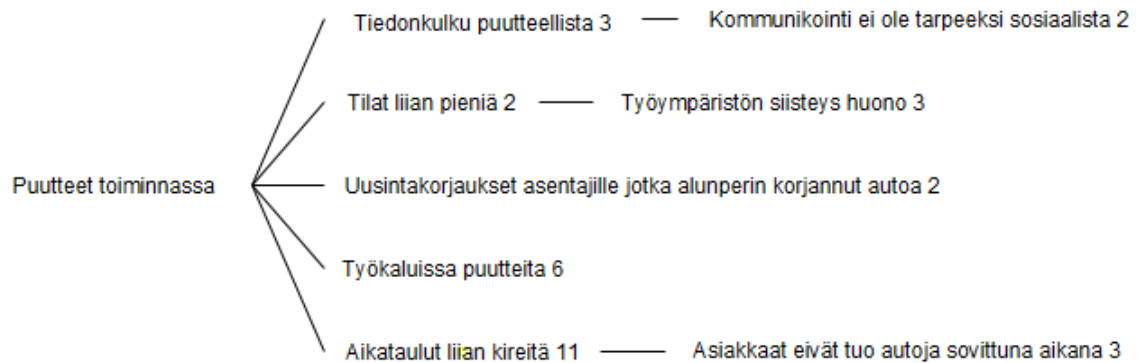 Tiedonkulku puutteellista 3 Kommunikointi ei ole tarpeeksi sosiaalista 2
Tilat liian pieniä 2 Työympäristön siisteys huono 3
Puutteet toiminnassa Uusintakorjaukset asentajille jotka alunperin korjannut autoa 2
Työkaluissa puutteita 6
Aikataulut liian kireitä 11 Asiakkaat eivät tuo autoja sovittuna aikana 3